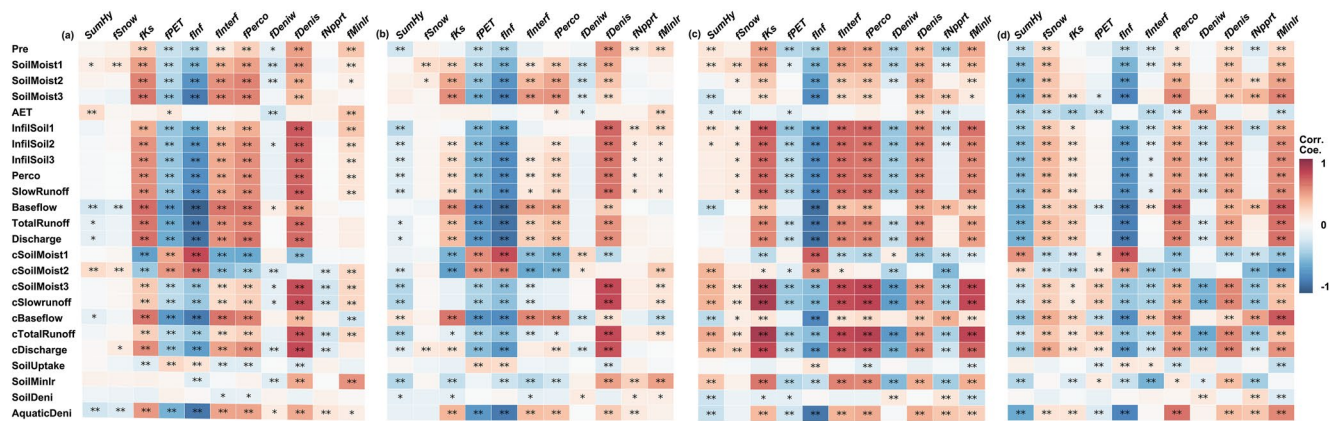 SumHy fSnow fKs fPET fInf fInterf fPerco fDeniw fDenis fNpprt fMinlr
SumHy fSnow fKs fPET fInf fInterf fPerco fDeniw fDenis fNpprt fMinlr
SumHy fSnow fKs fPET fInf fInterf fPerco fDeniw fDenis fNpprt fMinlr
SumHy fSnow fKs fPET fInf fInterf fPerco fDeniw fDenis fNpprt fMinlr
(a) (b) (c) (d)
Pre
SoilMoist1
SoilMoist2
SoilMoist3
AET
InfilSoil1
InfilSoil2
InfilSoil3
Perco
SlowRunoff
Baseflow
TotalRunoff
Discharge
cSoilMoist1
cSoilMoist2
cSoilMoist3
cSlowrunoff
cBaseflow
cTotalRunoff
cDischarge
SoilUptake
SoilMinlr
SoilDeni
AquaticDeni
Corr.
Coe.
1
0
-1